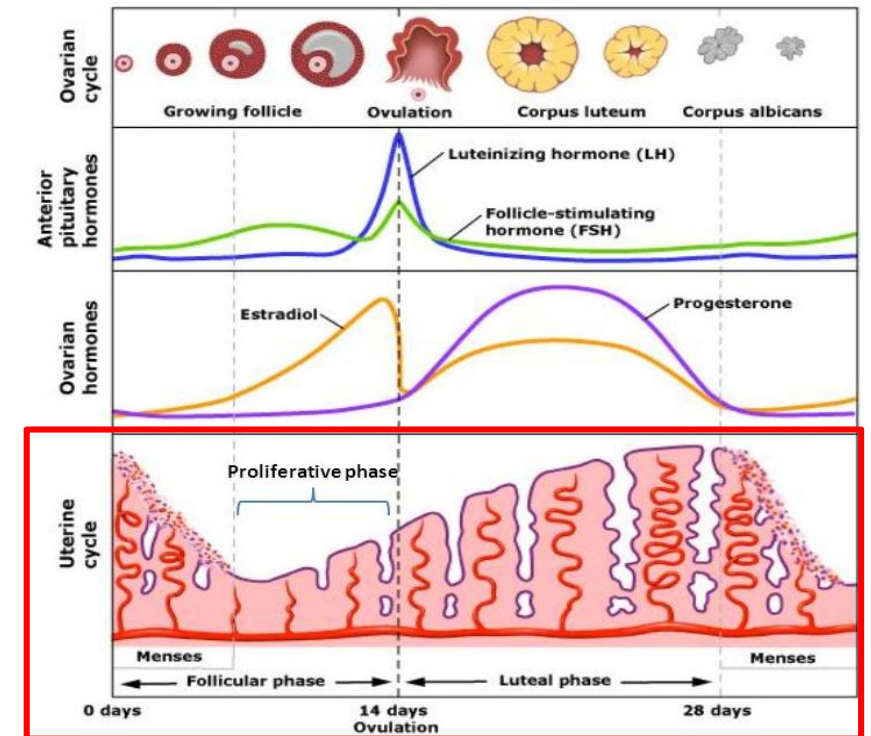 Ovarian
cycle
Growing follicle
Ovulation
Corpus luteum
Corpus albicans
Anterior
pituitary
hormones
Luteinizing hormone (LH)
Follicle-stimulating
hormone (FSH)
Ovarian
hormones
Estradiol
Progesterone
Uterine
cycle
Proliferative phase
Menses
Menses
Follicular phase
Luteal phase
0 days
14 days
28 days
Ovulation